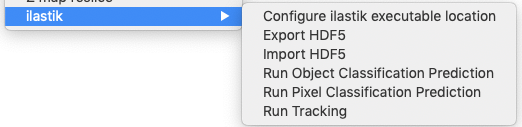 ilastik
Configure ilastik executable location
Export HDF5
Import HDF5
Run Object Classification Prediction
Run Pixel Classification Prediction
Run Tracking